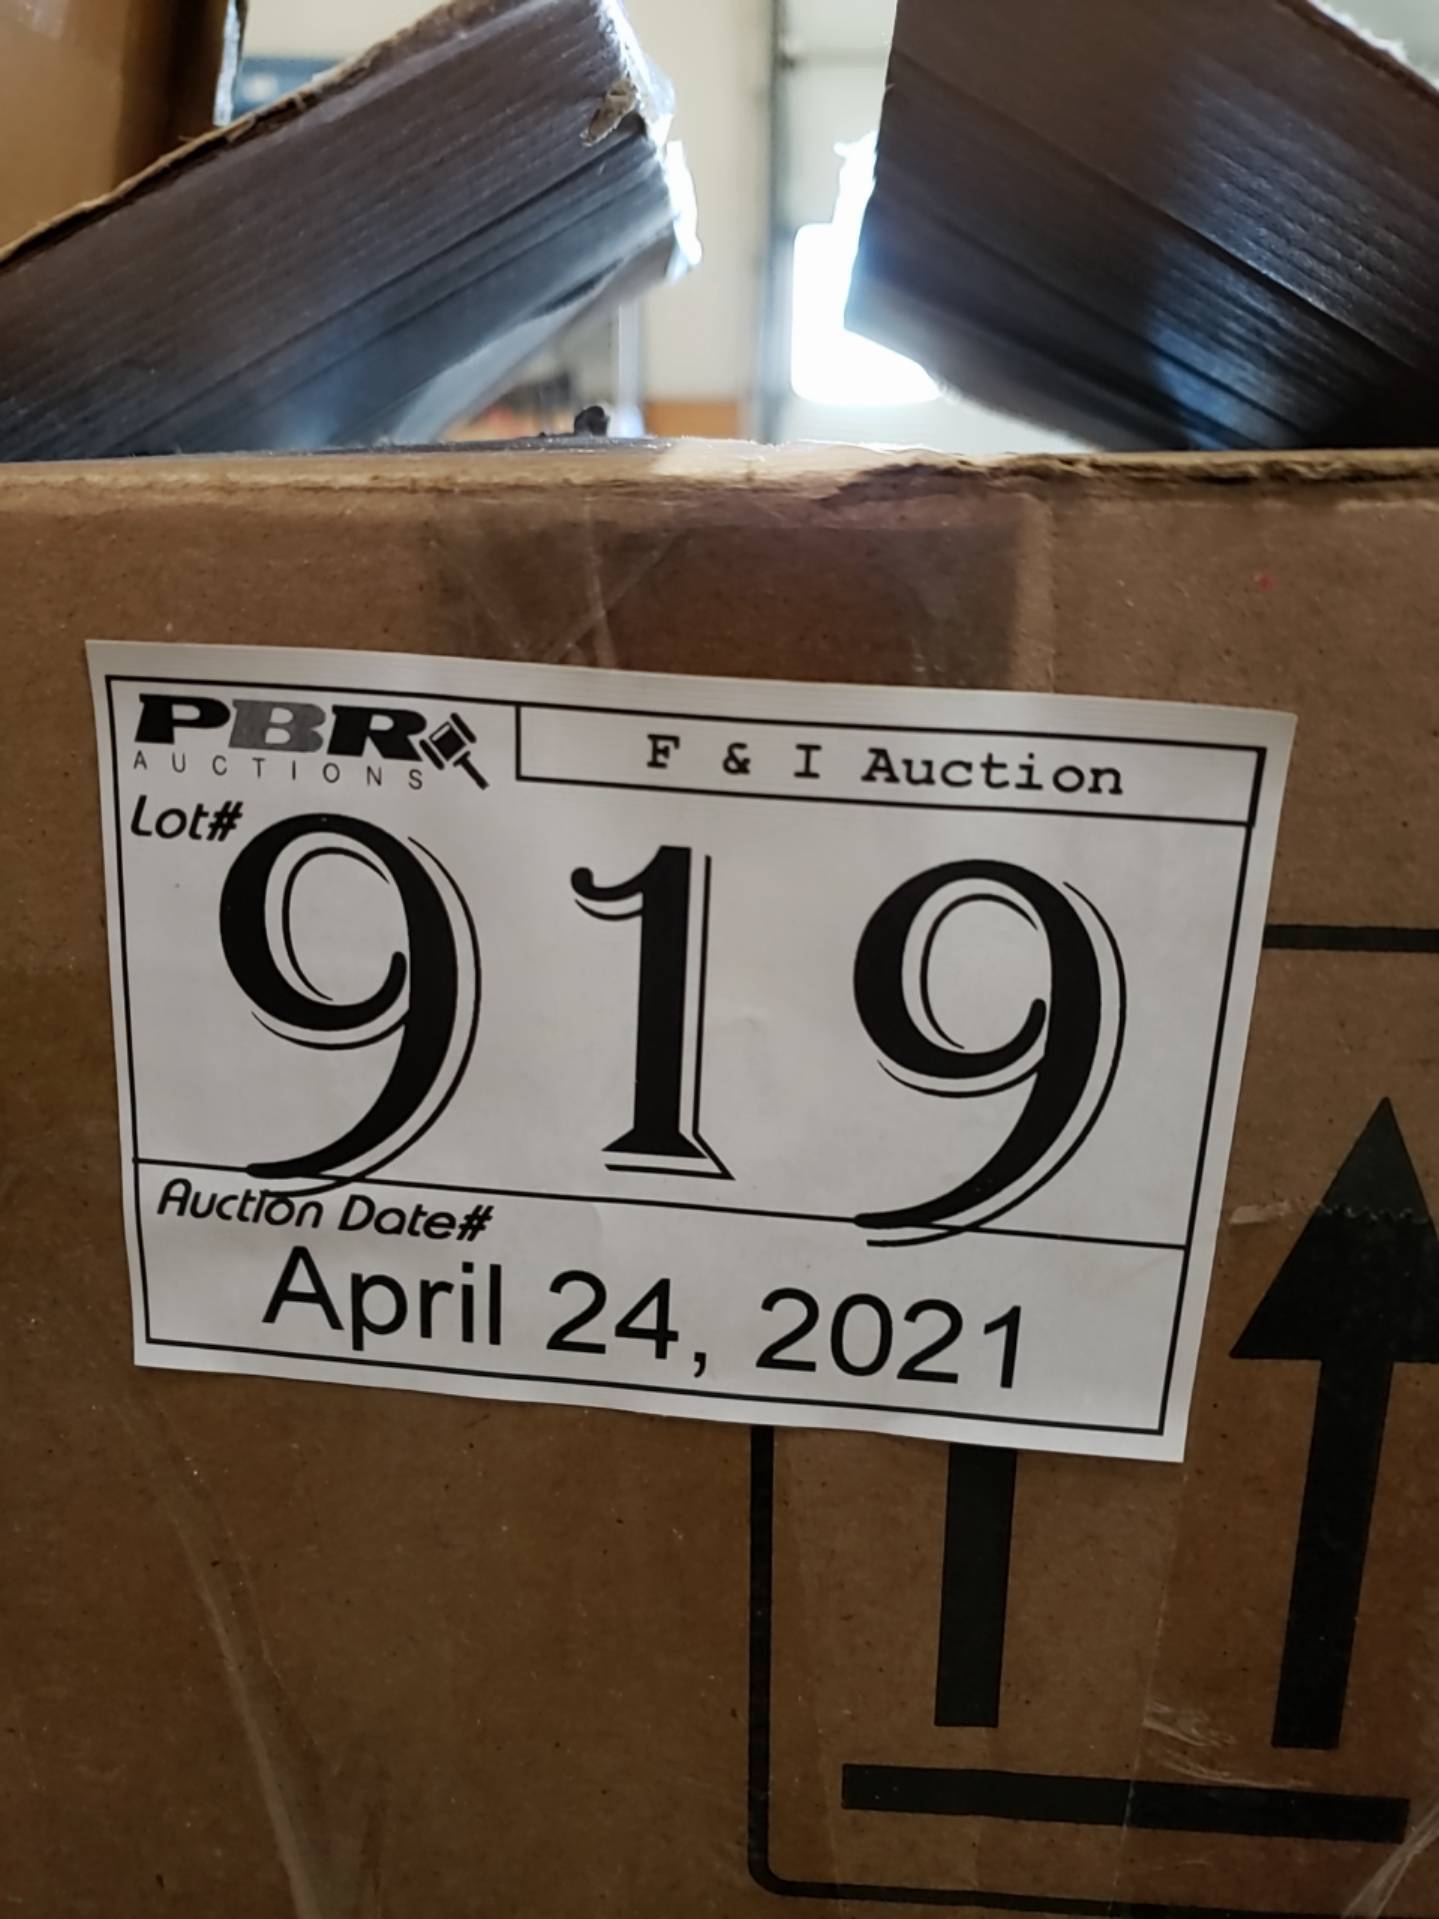 PBR
AUCTIONS
F & I Auction
Lot#
919
Auction Date#
April 24, 2021